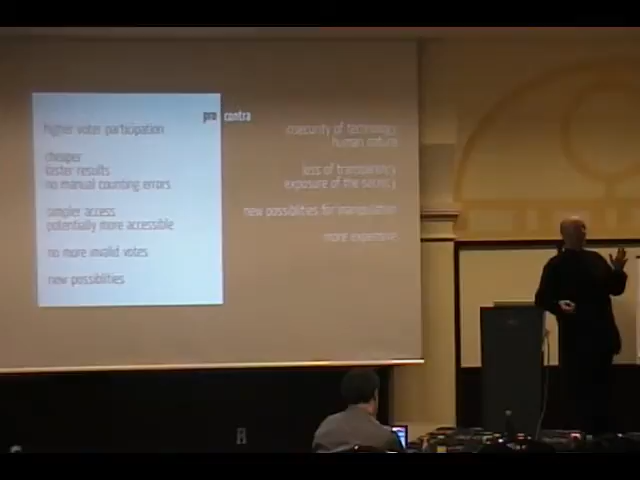 pro contra
higher voter participation
cheaper
faster results
no manual counting errors
simpler access
potentially more accessible
no more invalid votes
new possiblities
insecurity of technology
human nature
loss of transparency
exposure of the secrecy
new possiblities for manipulation
more expensive